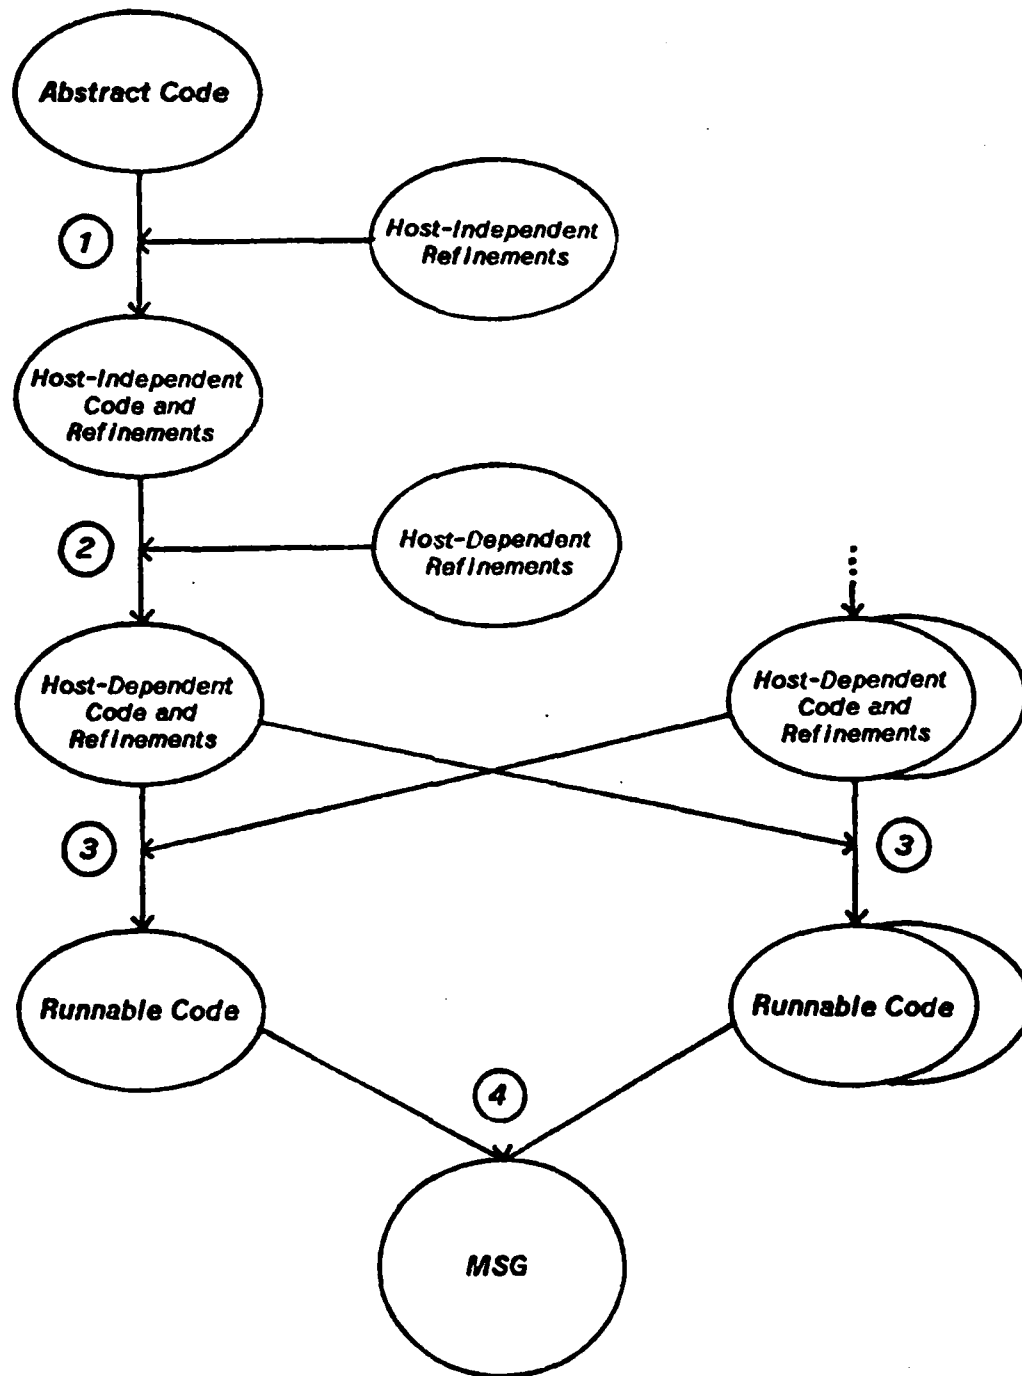 Abstract Code
1
Host-Independent
Refinements
Host-Independent
Code and
Refinements
2
Host-Dependent
Refinements
Host-Dependent
Code and
Refinements
Host-Dependent
Code and
Refinements
3
3
Runnable Code
Runnable Code
4
MSG